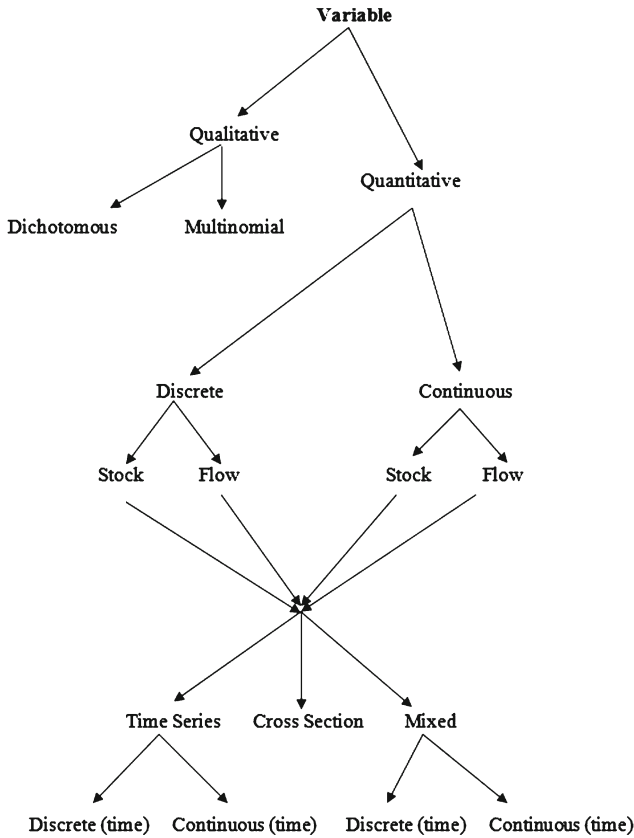 Variable
Qualitative
Quantitative
Dichotomous
Multinomial
Discrete
Continuous
Stock
Flow
Stock
Flow
Time Series
Cross Section
Mixed
Discrete (time)
Continuous (time)
Discrete (time)
Continuous (time)